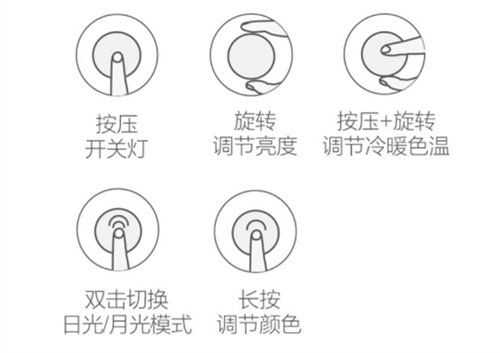 按压
开关灯
旋转
调节亮度
按压+旋转
调节冷暖色温
双击切换
日光/月光模式
长按
调节颜色